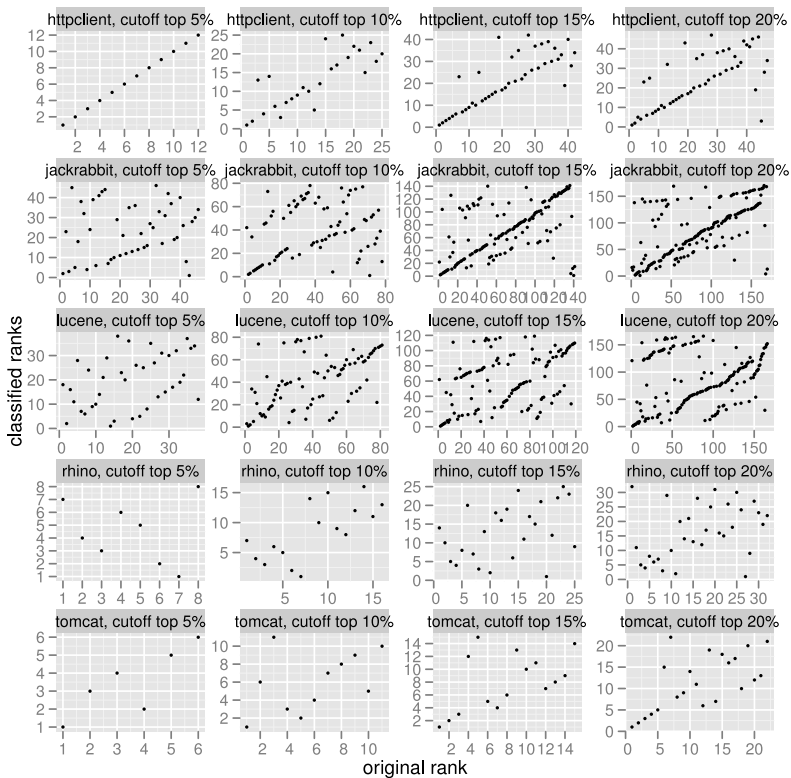 httpclient, cutoff top 5%
httpclient, cutoff top 10%
httpclient, cutoff top 15%
httpclient, cutoff top 20%
12
10
8
6
4
2
25
20
15
10
5
0
40
30
20
10
0
40
30
20
10
0
2 4 6 8 10 12
0 5 10 15 20 25
0 10 20 30 40
0 10 20 30 40
jackrabbit, cutoff top 5%
jackrabbit, cutoff top 10%
jackrabbit, cutoff top 15%
jackrabbit, cutoff top 20%
40
30
20
10
0
80
60
40
20
0
140
120
100
80
60
40
20
0
150
100
50
0
0 10 20 30 40
0 20 40 60 80
0 20 40 60 80 100 120 140
0 50 100 150
lucene, cutoff top 5%
lucene, cutoff top 10%
lucene, cutoff top 15%
lucene, cutoff top 20%
30
20
10
0
80
60
40
20
0
120
100
80
60
40
20
0
150
100
50
0
0 10 20 30
0 20 40 60 80
0 20 40 60 80 100 120
0 50 100 150
rhino, cutoff top 5%
rhino, cutoff top 10%
rhino, cutoff top 15%
rhino, cutoff top 20%
8
7
6
5
4
3
2
1
15
10
5
25
20
15
10
5
0
30
25
20
15
10
5
0
1 2 3 4 5 6 7 8
5 10 15
0 5 10 15 20 25
0 5 10 15 20 25 30
tomcat, cutoff top 5%
tomcat, cutoff top 10%
tomcat, cutoff top 15%
tomcat, cutoff top 20%
6
5
4
3
2
1
10
8
6
4
2
14
12
10
8
6
4
2
20
15
10
5
0
1 2 3 4 5 6
2 4 6 8 10
2 4 6 8 10 12 14
0 5 10 15 20
classified ranks
original rank